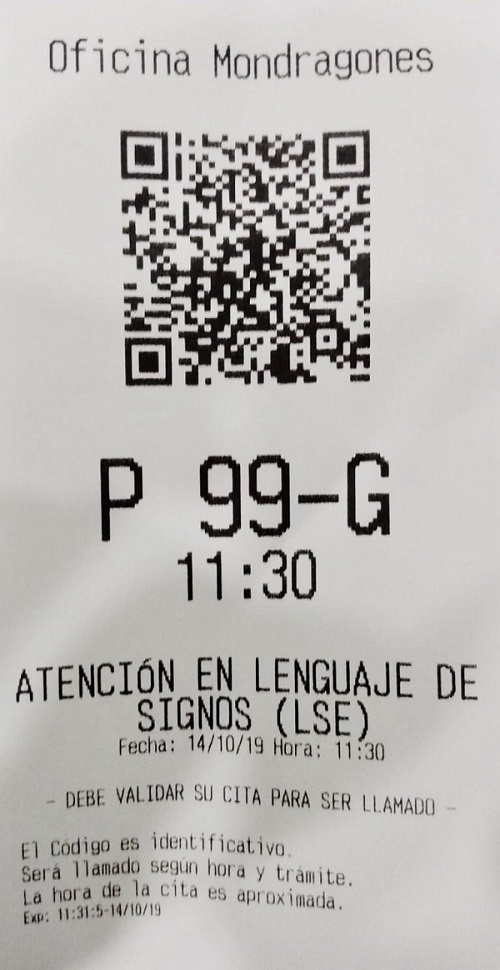 Oficina Mondragones
P 99-G
11:30
ATENCIÓN EN LENGUAJE DE
SIGNOS (LSE)
Fecha: 14/10/19 Hora: 11:30
- DEBE VALIDAR SU CITA PARA SER LLAMADO -
El Código es identificativo.
Será llamado según hora y trámite.
La hora de la cita es aproximada.
Exp: 11:31:5-14/10/19